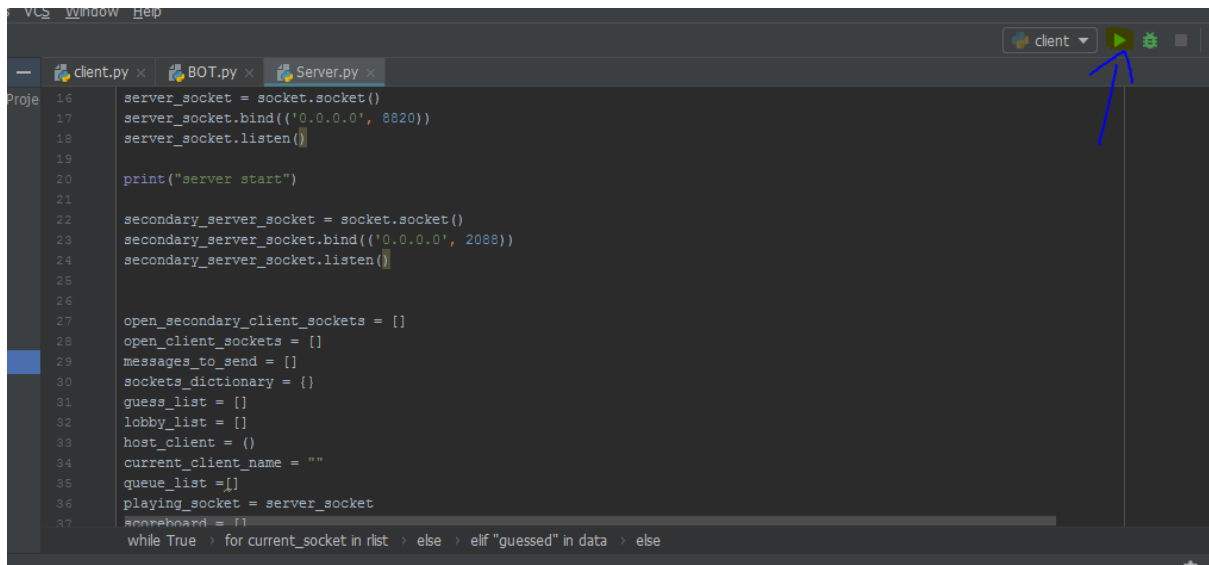 VCS Window Help
client
client.py BOT.py Server.py
Proje
16 server_socket = socket.socket()
17 server_socket.bind(('0.0.0.0', 8820))
18 server_socket.listen()
19
20 print("server start")
21
22 secondary_server_socket = socket.socket()
23 secondary_server_socket.bind(('0.0.0.0', 2088))
24 secondary_server_socket.listen()
25
26
27 open_secondary_client_sockets = []
28 open_client_sockets = []
29 messages_to_send = []
30 sockets_dictionary = {}
31 guess_list = []
32 lobby_list = []
33 host_client = ()
34 current_client_name = ""
35 queue_list =[]
36 playing_socket = server_socket
37 scoreboard = []
while True > for current_socket in rlist > else > elif "guessed" in data > else